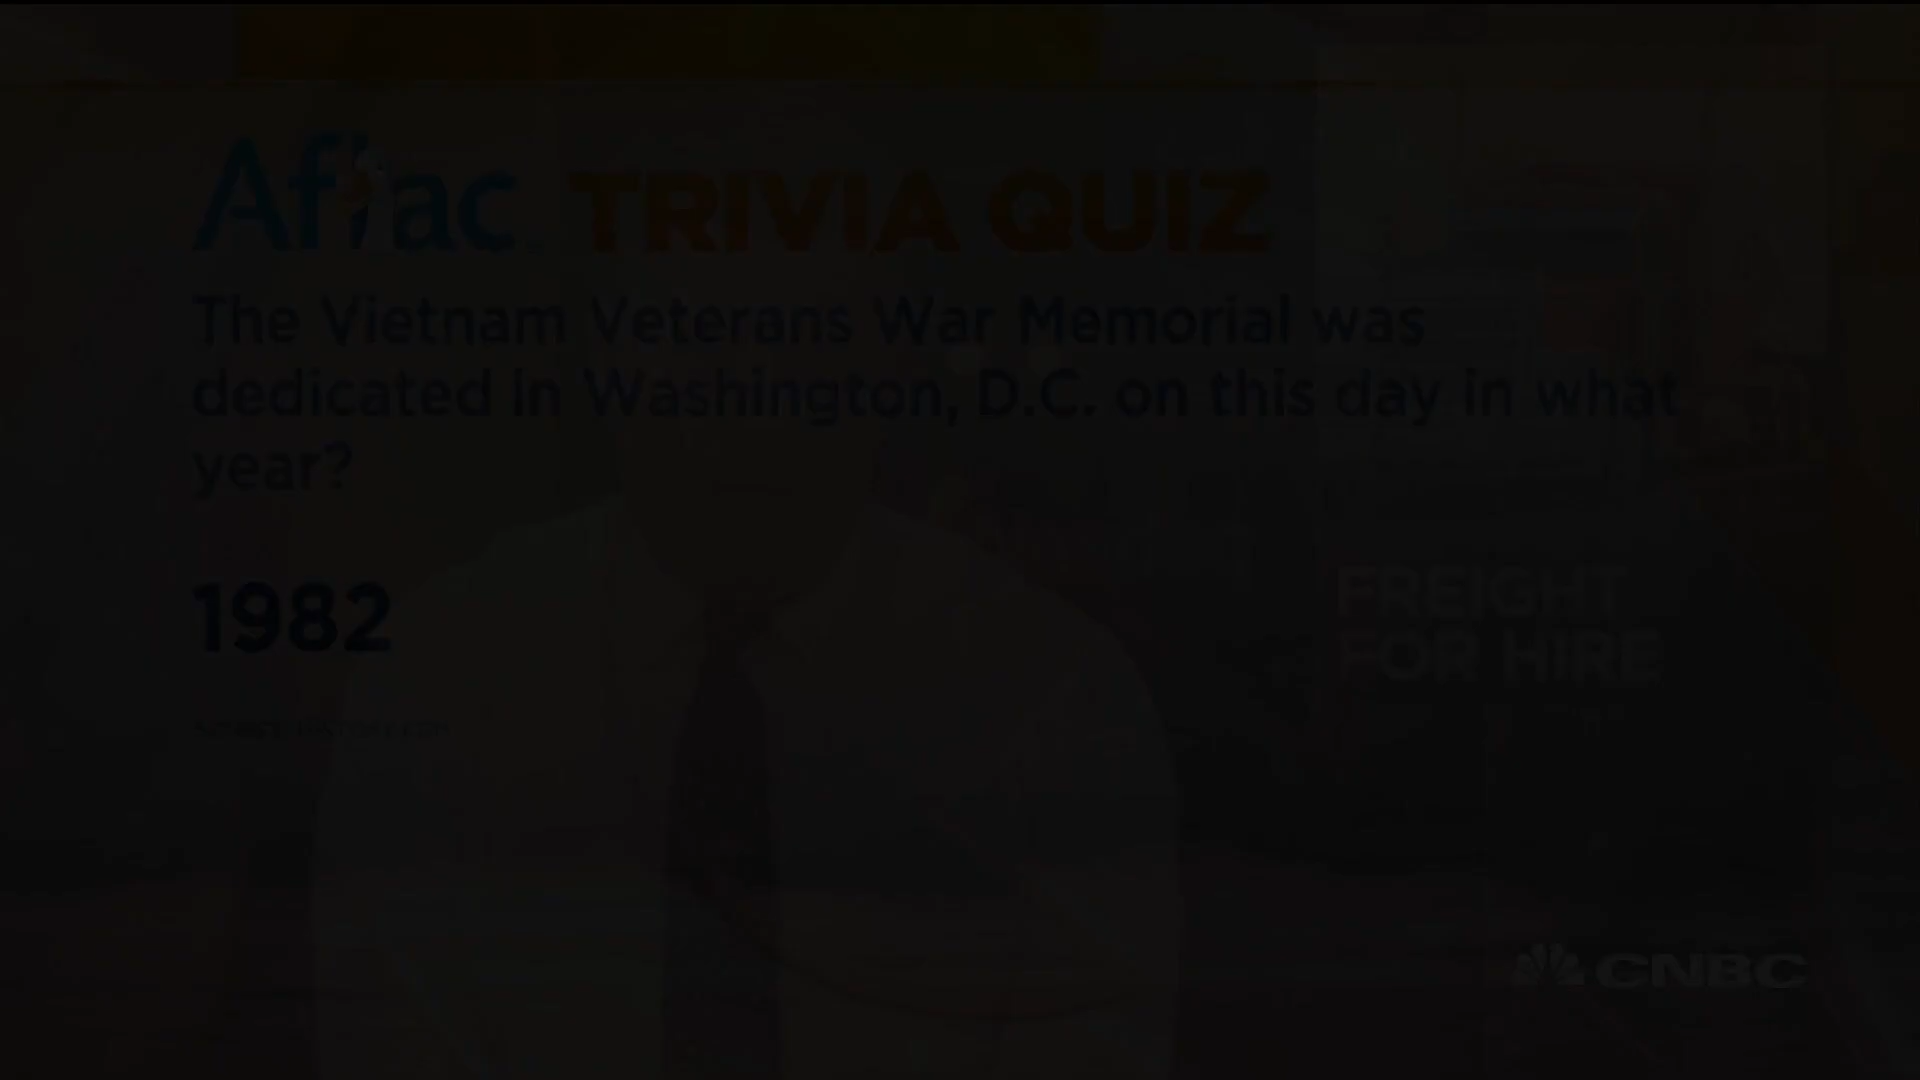 Aflac TRIVIA QUIZ
The Vietnam Veterans War Memorial was
dedicated in Washington, D.C. on this day in what
year?
1982
FREIGHT
FOR HIRE
CNBC